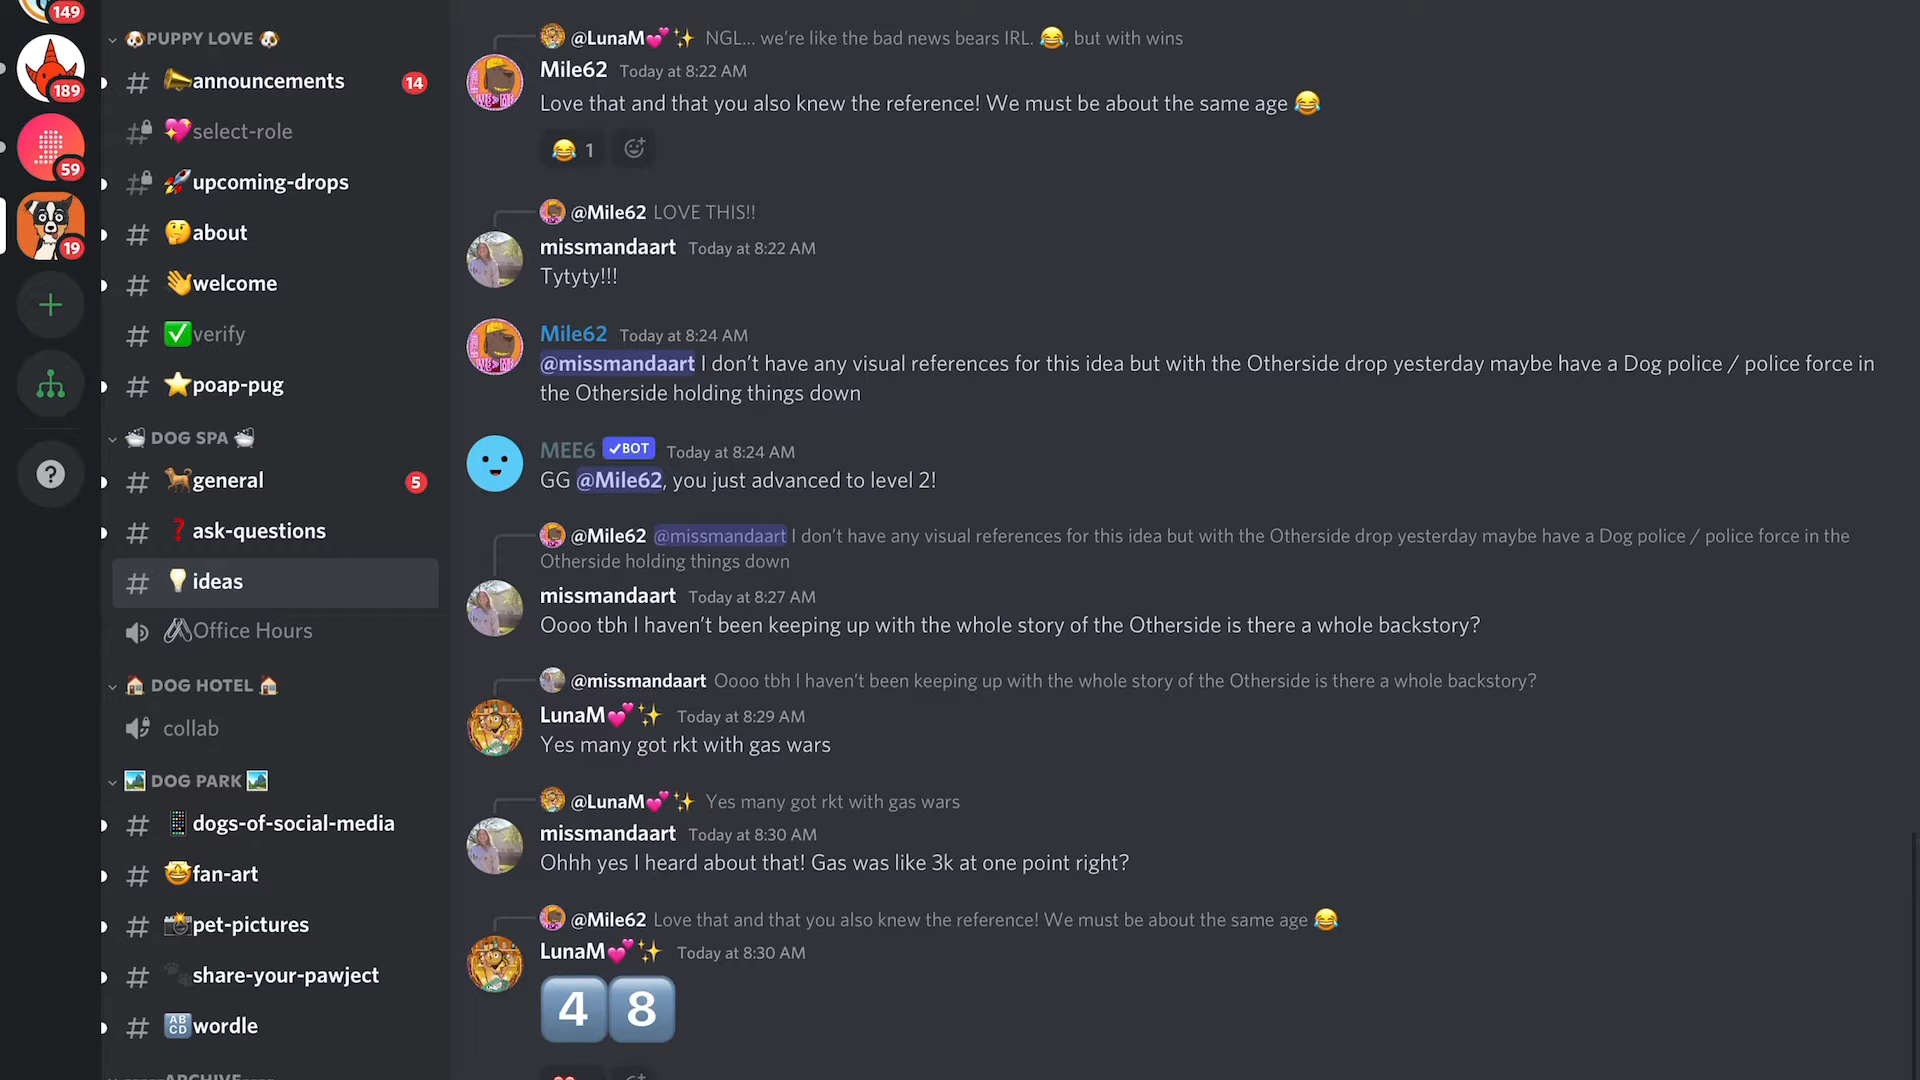 149
189
59
19
PUPPY LOVE
announcements
14
select-role
upcoming-drops
about
welcome
verify
poap-pug
DOG SPA
general
5
ask-questions
ideas
Office Hours
DOG HOTEL
collab
DOG PARK
dogs-of-social-media
fan-art
pet-pictures
share-your-pawject
ABCD wordle
@LunaM💕✨ NGL... we're like the bad news bears IRL. 😂, but with wins
Mile62 Today at 8:22 AM
Love that and that you also knew the reference! We must be about the same age 😂
😂 1
@Mile62 LOVE THIS!!
missmandaart Today at 8:22 AM
Tytyty!!!
Mile62 Today at 8:24 AM
@missmandaart I don't have any visual references for this idea but with the Otherside drop yesterday maybe have a Dog police / police force in
the Otherside holding things down
MEE6 ✓BOT Today at 8:24 AM
GG @Mile62, you just advanced to level 2!
@Mile62 @missmandaart I don't have any visual references for this idea but with the Otherside drop yesterday maybe have a Dog police / police force in the
Otherside holding things down
missmandaart Today at 8:27 AM
Oooo tbh I haven't been keeping up with the whole story of the Otherside is there a whole backstory?
@missmandaart Oooo tbh I haven't been keeping up with the whole story of the Otherside is there a whole backstory?
LunaM💕✨ Today at 8:29 AM
Yes many got rkt with gas wars
@LunaM💕✨ Yes many got rkt with gas wars
missmandaart Today at 8:30 AM
Ohhh yes I heard about that! Gas was like 3k at one point right?
@Mile62 Love that and that you also knew the reference! We must be about the same age 😂
LunaM💕✨ Today at 8:30 AM
4 8